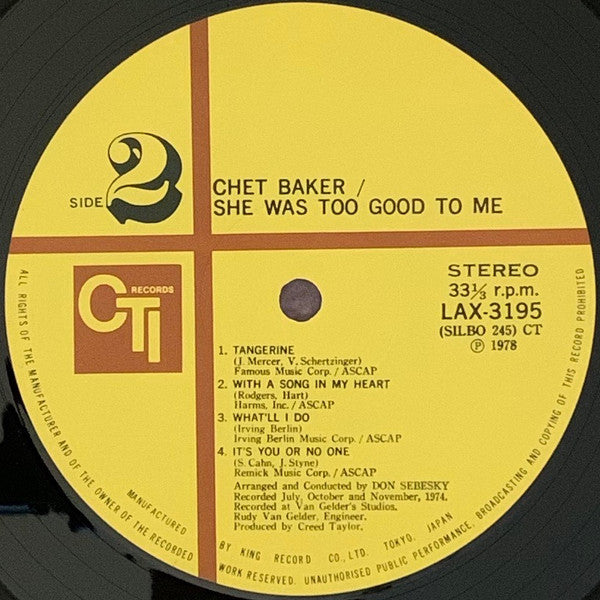 SIDE 2
CHET BAKER /
SHE WAS TOO GOOD TO ME
CTI RECORDS
STEREO
33⅓ r.p.m.
LAX-3195
(SILBO 245) CT
Ⓟ 1978
1. TANGERINE
(J. Mercer, V. Schertzinger)
Famous Music Corp. / ASCAP
2. WITH A SONG IN MY HEART
(Rodgers, Hart)
Harms, Inc. / ASCAP
3. WHAT'LL I DO
(Irving Berlin)
Irving Berlin Music Corp. / ASCAP
4. IT'S YOU OR NO ONE
(S. Cahn, J. Styne)
Remick Music Corp. / ASCAP
Arranged and Conducted by DON SEBESKY
Recorded July, October and November, 1974.
Recorded at Van Gelder's Studios.
Rudy Van Gelder, Engineer.
Produced by Creed Taylor.
MANUFACTURED BY KING RECORD CO., LTD. TOKYO, JAPAN
ALL RIGHTS OF THE MANUFACTURER AND OF THE OWNER OF THE RECORDED WORK RESERVED. UNAUTHORISED PUBLIC PERFORMANCE, BROADCASTING AND COPYING OF THIS RECORD PROHIBITED